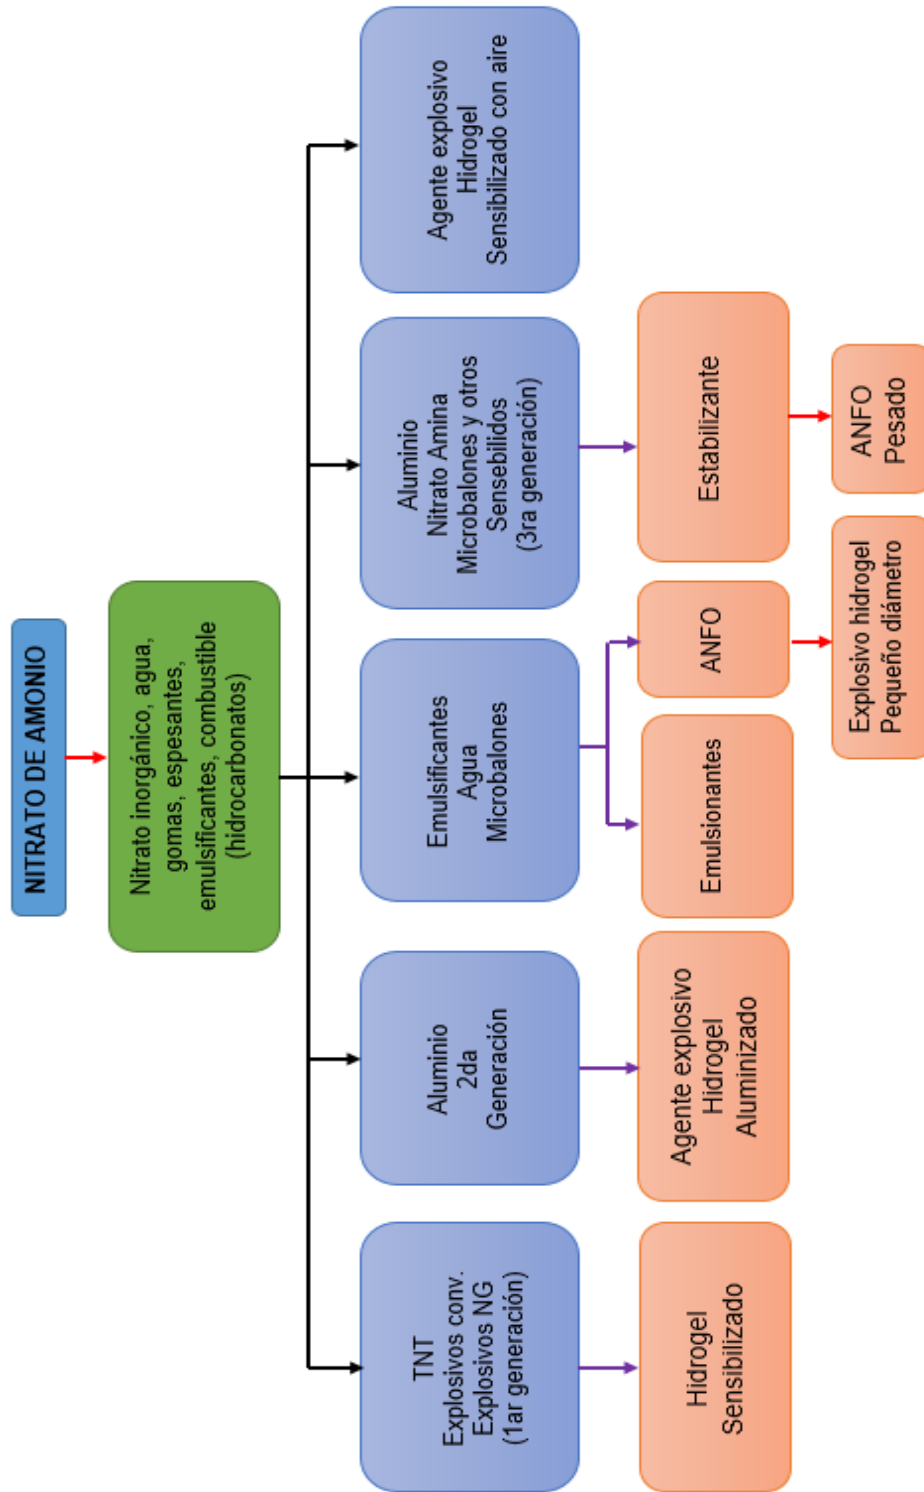 NITRATO DE AMONIO
Nitrato inorgánico, agua,
gomas, espesantes,
emulsificantes, combustible
(hidrocarbonatos)
TNT
Explosivos conv.
Explosivos NG
(1ar generación)
Aluminio
2da
Generación
Emulsificantes
Agua
Microbalones
Aluminio
Nitrato Amina
Microbalones y otros
Sensebilidos
(3ra generación)
Agente explosivo
Hidrogel
Sensibilizado con aire
Hidrogel
Sensibilizado
Agente explosivo
Hidrogel
Aluminizado
Emulsionantes
ANFO
Estabilizante
Explosivo hidrogel
Pequeño diámetro
ANFO
Pesado